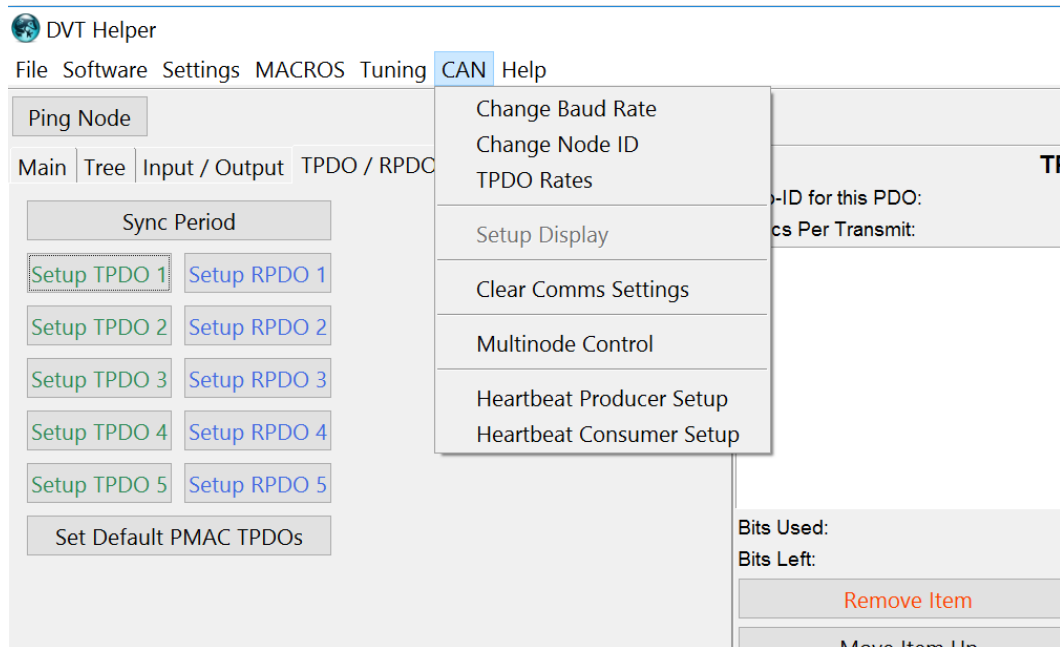 DVT Helper
File Software Settings MACROS Tuning CAN Help
Ping Node
Main Tree Input / Output TPDO / RPDO
Sync Period
Setup TPDO 1 Setup RPDO 1
Setup TPDO 2 Setup RPDO 2
Setup TPDO 3 Setup RPDO 3
Setup TPDO 4 Setup RPDO 4
Setup TPDO 5 Setup RPDO 5
Set Default PMAC TPDOs
Change Baud Rate
Change Node ID
TPDO Rates
Setup Display
Clear Comms Settings
Multinode Control
Heartbeat Producer Setup
Heartbeat Consumer Setup
-ID for this PDO:
cs Per Transmit:
Bits Used:
Bits Left:
Remove Item
Move Item Up